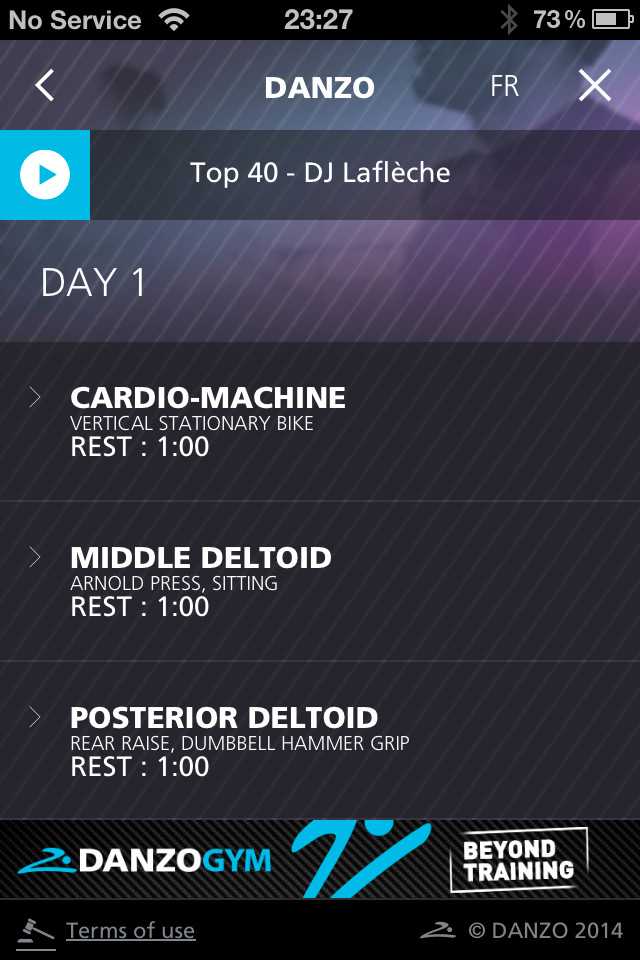 No Service 23:27 73%
DANZO FR
Top 40 - DJ Laflèche
DAY 1
CARDIO-MACHINE
VERTICAL STATIONARY BIKE
REST : 1:00
MIDDLE DELTOID
ARNOLD PRESS, SITTING
REST : 1:00
POSTERIOR DELTOID
REAR RAISE, DUMBBELL HAMMER GRIP
REST : 1:00
DANZOGYM
BEYOND
TRAINING
Terms of use © DANZO 2014